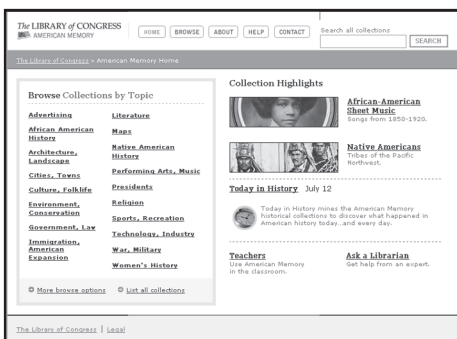 The LIBRARY of CONGRESS
AMERICAN MEMORY
HOME BROWSE ABOUT HELP CONTACT
Search all collections
SEARCH
The Library of Congress > American Memory Home
Browse Collections by Topic
Advertising
African American
History
Architecture,
Landscape
Cities, Towns
Culture, Folklife
Environment,
Conservation
Government, Law
Immigration,
American
Expansion
Literature
Maps
Native American
History
Performing Arts, Music
Presidents
Religion
Sports, Recreation
Technology, Industry
War, Military
Women's History
More browse options List all collections
Collection Highlights
African-American
Sheet Music
Songs from 1850-1920.
Native Americans
Tribes of the Pacific
Northwest.
Today in History July 12
Today in History mines the American Memory
historical collections to discover what happened in
American history today...and every day.
Teachers
Use American Memory
in the classroom.
Ask a Librarian
Get help from an expert.
The Library of Congress | Legal